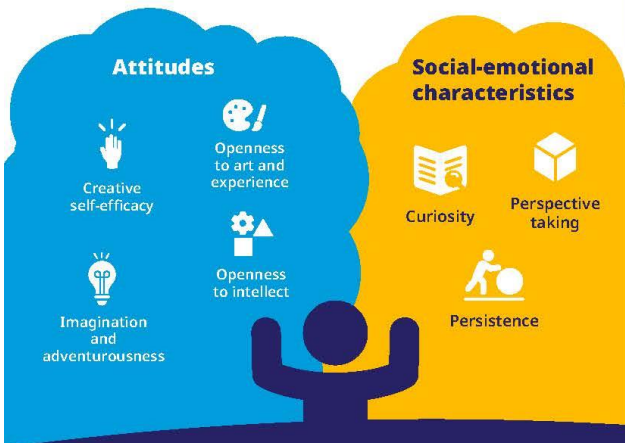 Attitudes
Creative
self-efficacy
Openness
to art and
experience
Imagination
and
adventurousness
Openness
to intellect
Social-emotional
characteristics
Curiosity
Perspective
taking
Persistence